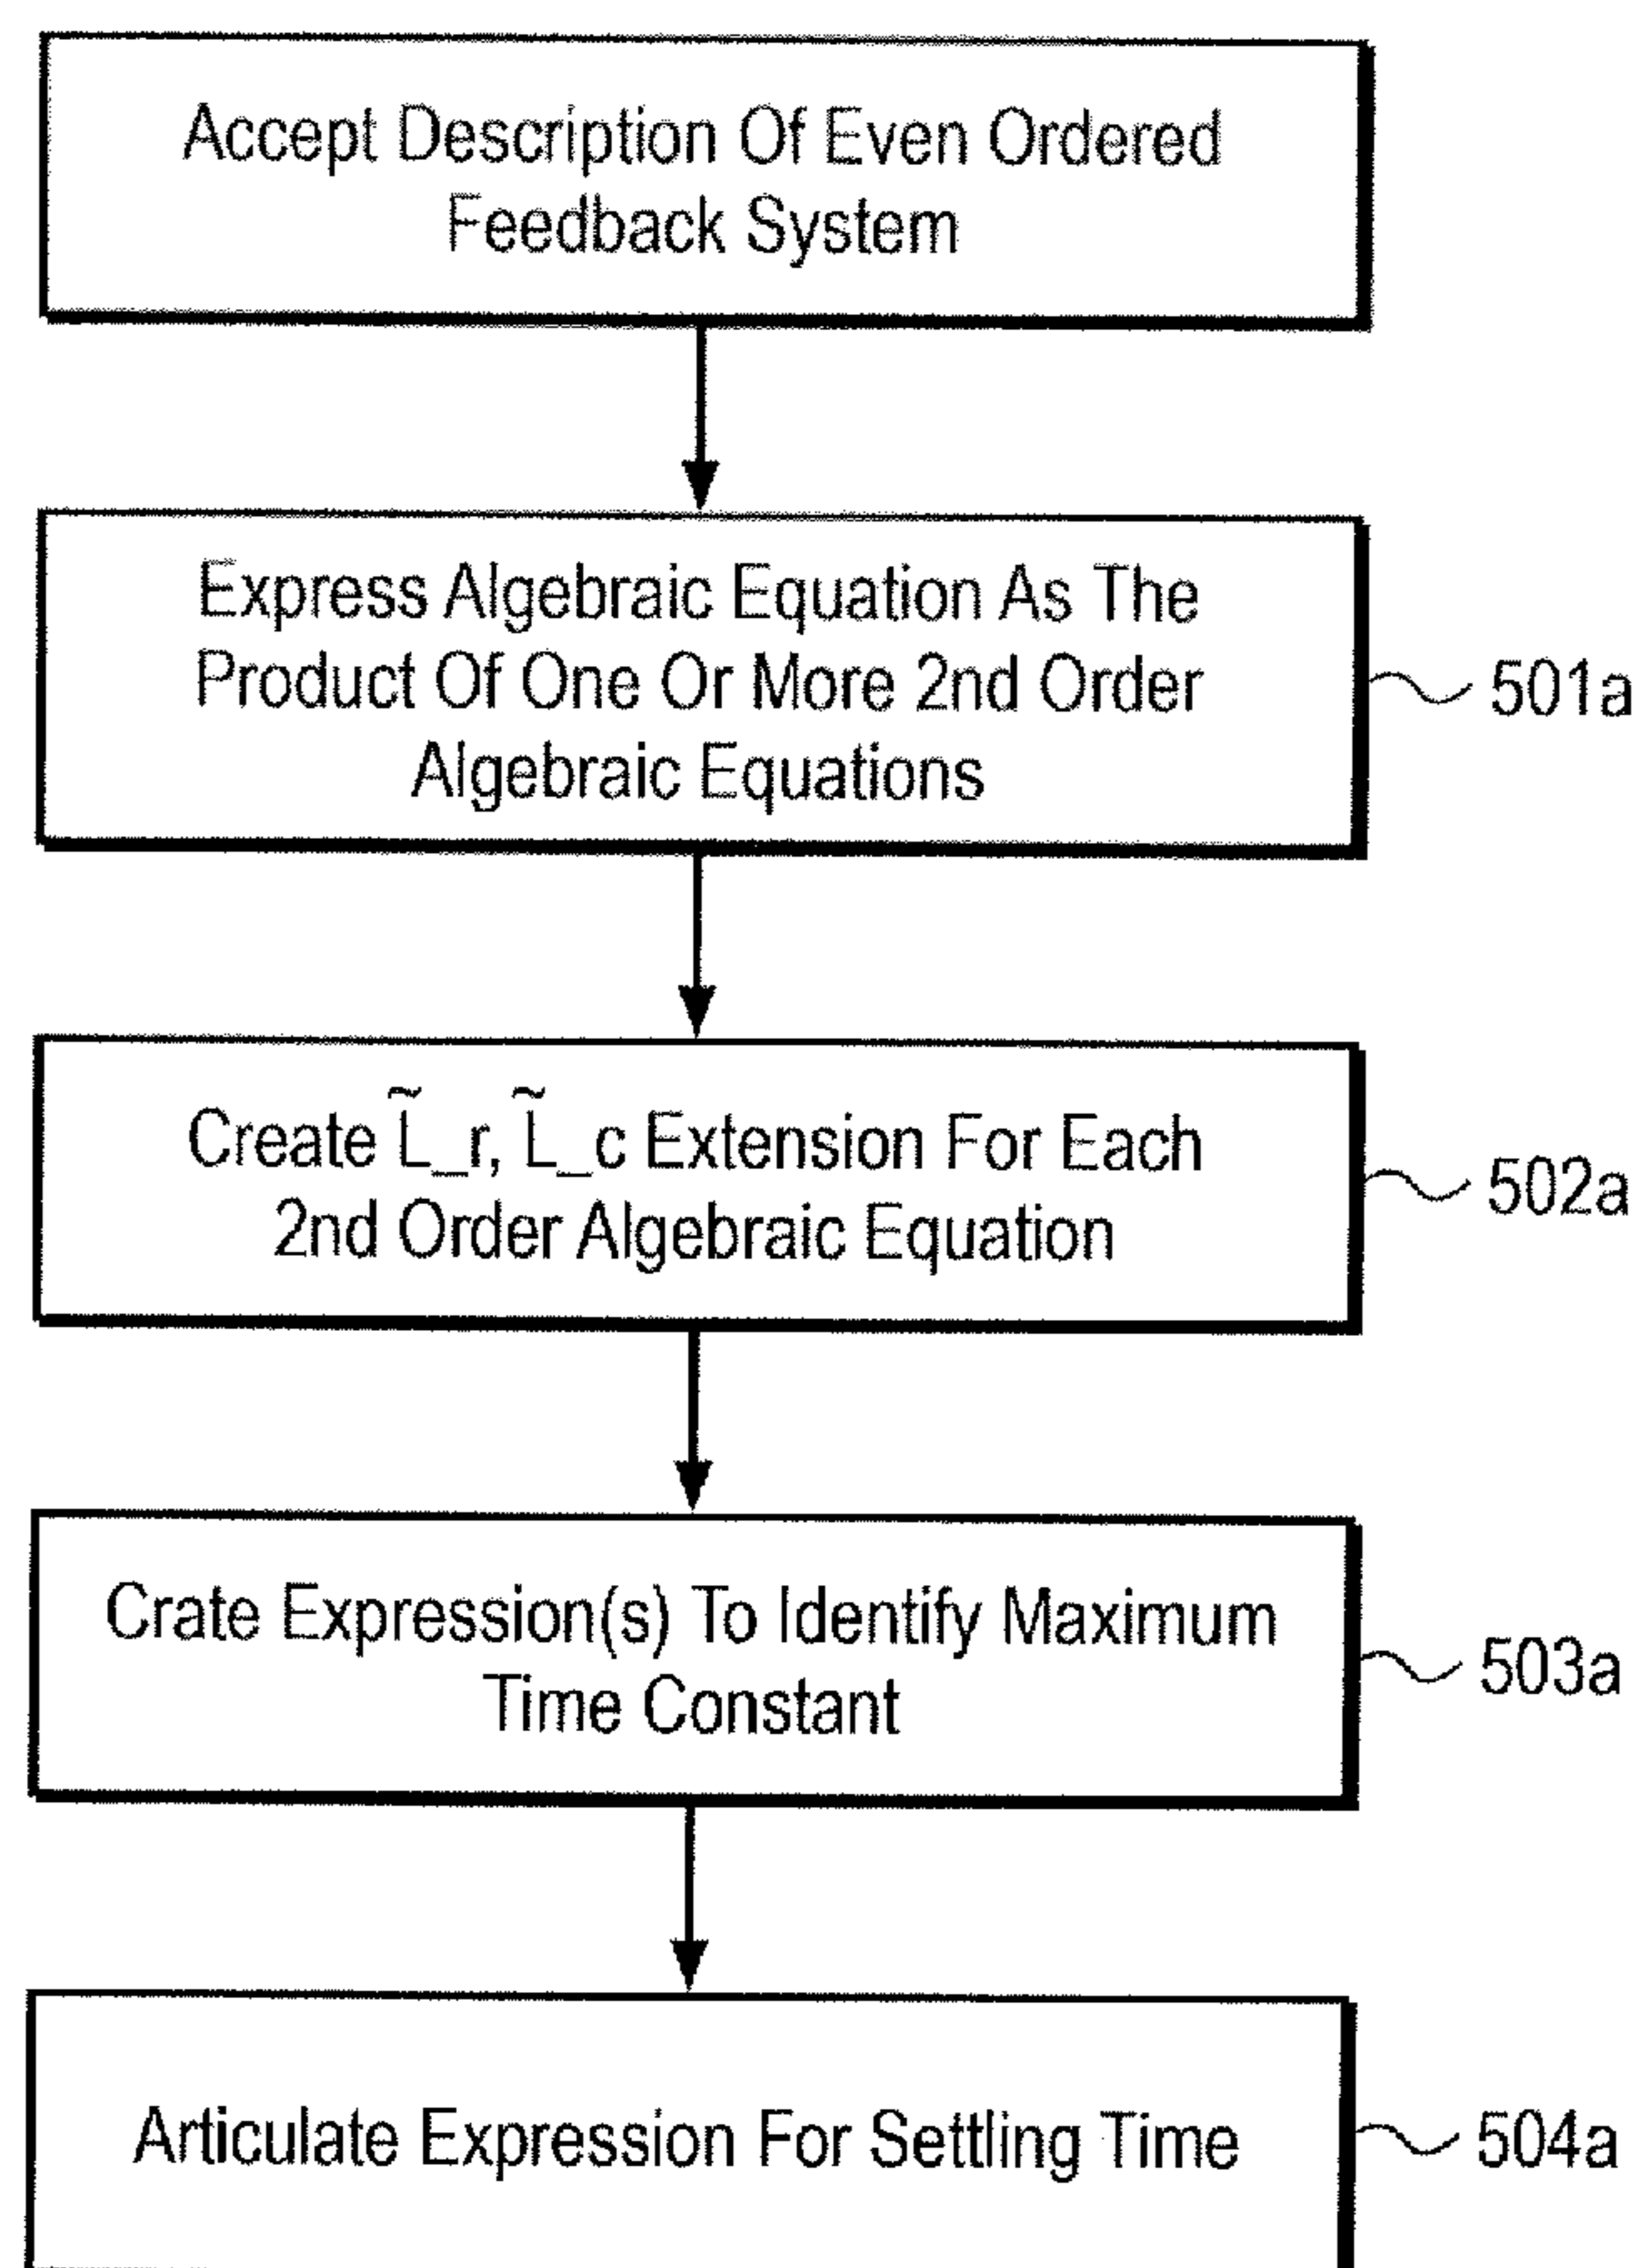 Accept Description Of Even Ordered
Feedback System
Express Algebraic Equation As The
Product Of One Or More 2nd Order
Algebraic Equations
501a
Create L̃_r, L̃_c Extension For Each
2nd Order Algebraic Equation
502a
Crate Expression(s) To Identify Maximum
Time Constant
503a
Articulate Expression For Settling Time
504a